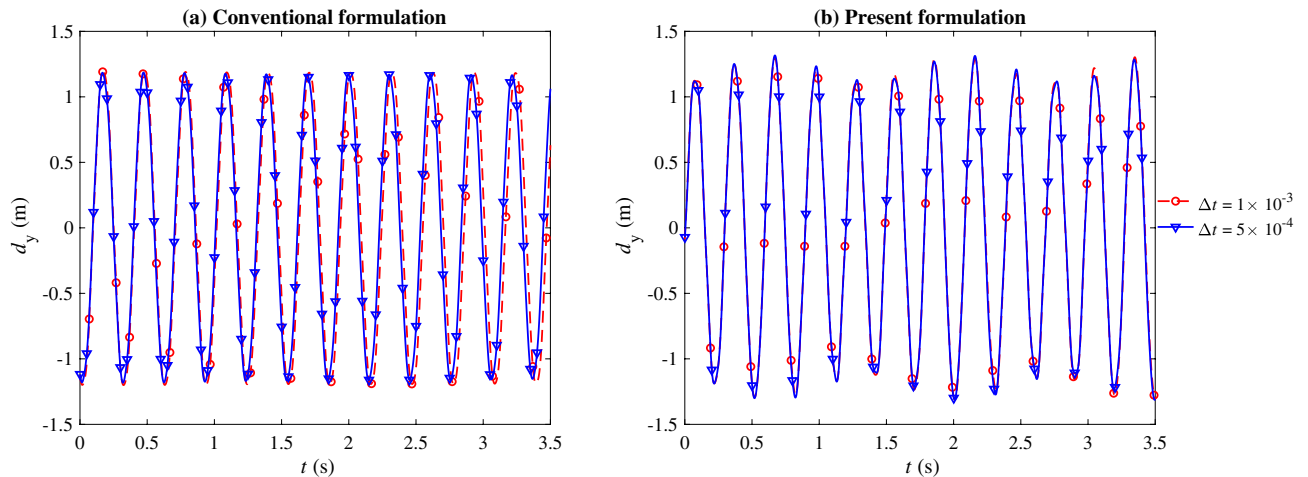 (a) Conventional formulation
1.5
1
0.5
0
-0.5
-1
-1.5
d_y (m)
0 0.5 1 1.5 2 2.5 3 3.5
t (s)
(b) Present formulation
1.5
1
0.5
0
-0.5
-1
-1.5
d_y (m)
0 0.5 1 1.5 2 2.5 3 3.5
t (s)
Δt = 1 × 10^-3
Δt = 5 × 10^-4